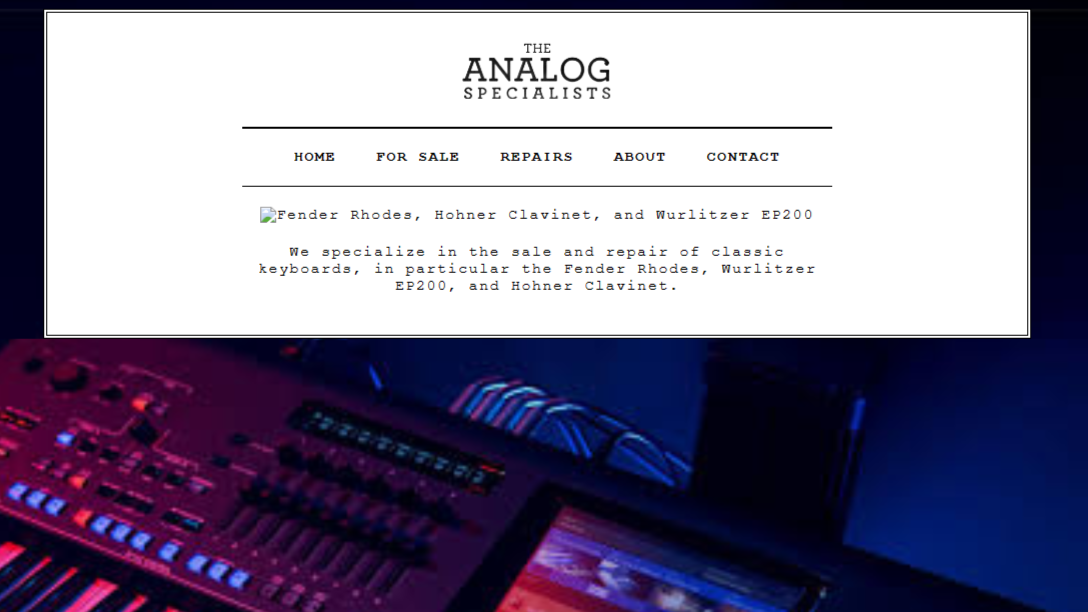 THE
ANALOG
SPECIALISTS
HOME FOR SALE REPAIRS ABOUT CONTACT
Fender Rhodes, Hohner Clavinet, and Wurlitzer EP200
We specialize in the sale and repair of classic
keyboards, in particular the Fender Rhodes, Wurlitzer
EP200, and Hohner Clavinet.